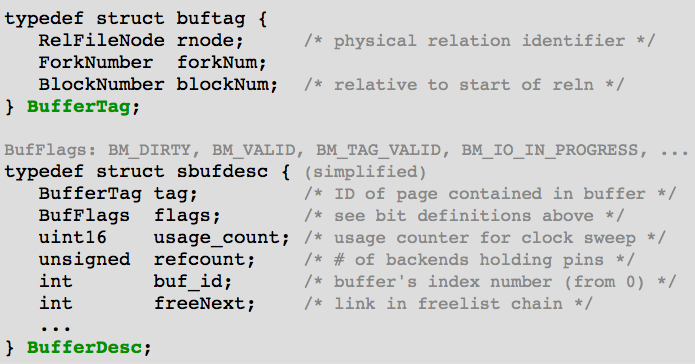 typedef struct buftag {
RelFileNode rnode; /* physical relation identifier */
ForkNumber forkNum;
BlockNumber blockNum; /* relative to start of reln */
} BufferTag;
BufFlags: BM_DIRTY, BM_VALID, BM_TAG_VALID, BM_IO_IN_PROGRESS, ...
typedef struct sbufdesc { (simplified)
BufferTag tag; /* ID of page contained in buffer */
BufFlags flags; /* see bit definitions above */
uint16 usage_count; /* usage counter for clock sweep */
unsigned refcount; /* # of backends holding pins */
int buf_id; /* buffer's index number (from 0) */
int freeNext; /* link in freelist chain */
...
} BufferDesc;